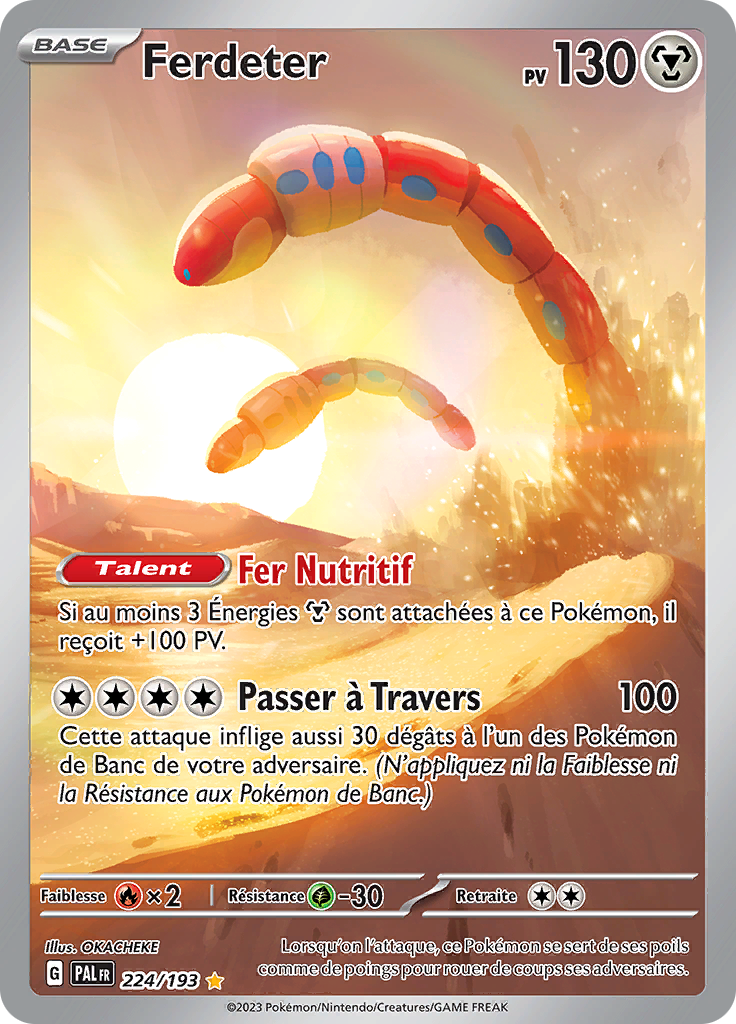 BASE
Ferdeter
PV 130
Talent Fer Nutritif
Si au moins 3 Énergies sont attachées à ce Pokémon, il
reçoit +100 PV.
Passer à Travers 100
Cette attaque inflige aussi 30 dégâts à l'un des Pokémon
de Banc de votre adversaire. (N'appliquez ni la Faiblesse ni
la Résistance aux Pokémon de Banc.)
Faiblesse ×2 Résistance -30 Retraite
Illus. OKACHEKE
G PAL FR 224/193
Lorsqu'on l'attaque, ce Pokémon se sert de ses poils
comme de poings pour rouer de coups ses adversaires.
©2023 Pokémon/Nintendo/Creatures/GAME FREAK